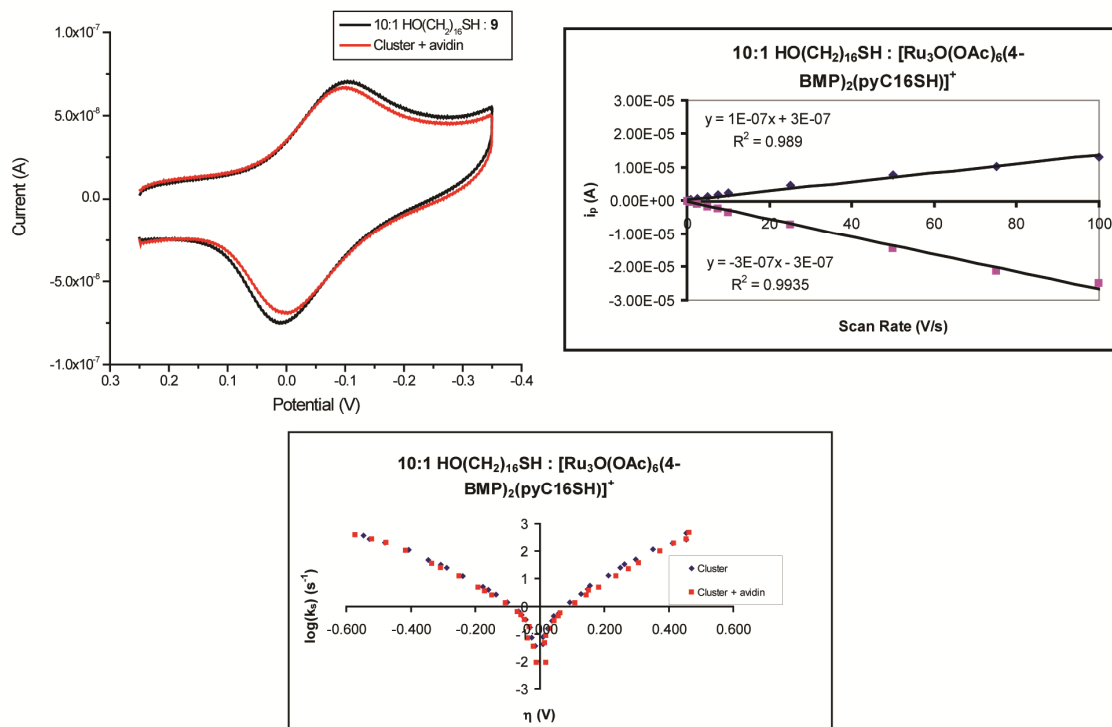 10:1 HO(CH₂)₁₆SH : 9
Cluster + avidin
1.0x10⁻⁷
5.0x10⁻⁸
0.0
-5.0x10⁻⁸
-1.0x10⁻⁷
Current (A)
0.3 0.2 0.1 0.0 -0.1 -0.2 -0.3 -0.4
Potential (V)
10:1 HO(CH₂)₁₆SH : [Ru₃O(OAc)₆(4-
BMP)₂(pyC16SH)]⁺
3.00E-05
2.00E-05
1.00E-05
0.00E+00
-1.00E-05
-2.00E-05
-3.00E-05
iₚ (A)
y = 1E-07x + 3E-07
R² = 0.989
0 20 40 60 80 100
y = -3E-07x - 3E-07
R² = 0.9935
Scan Rate (V/s)
10:1 HO(CH₂)₁₆SH : [Ru₃O(OAc)₆(4-
BMP)₂(pyC16SH)]⁺
3
2
1
0
-1
-2
-3
log(kₛ) (s⁻¹)
-0.600 -0.400 -0.200 0.000 0.200 0.400 0.600
Cluster
Cluster + avidin
η (V)